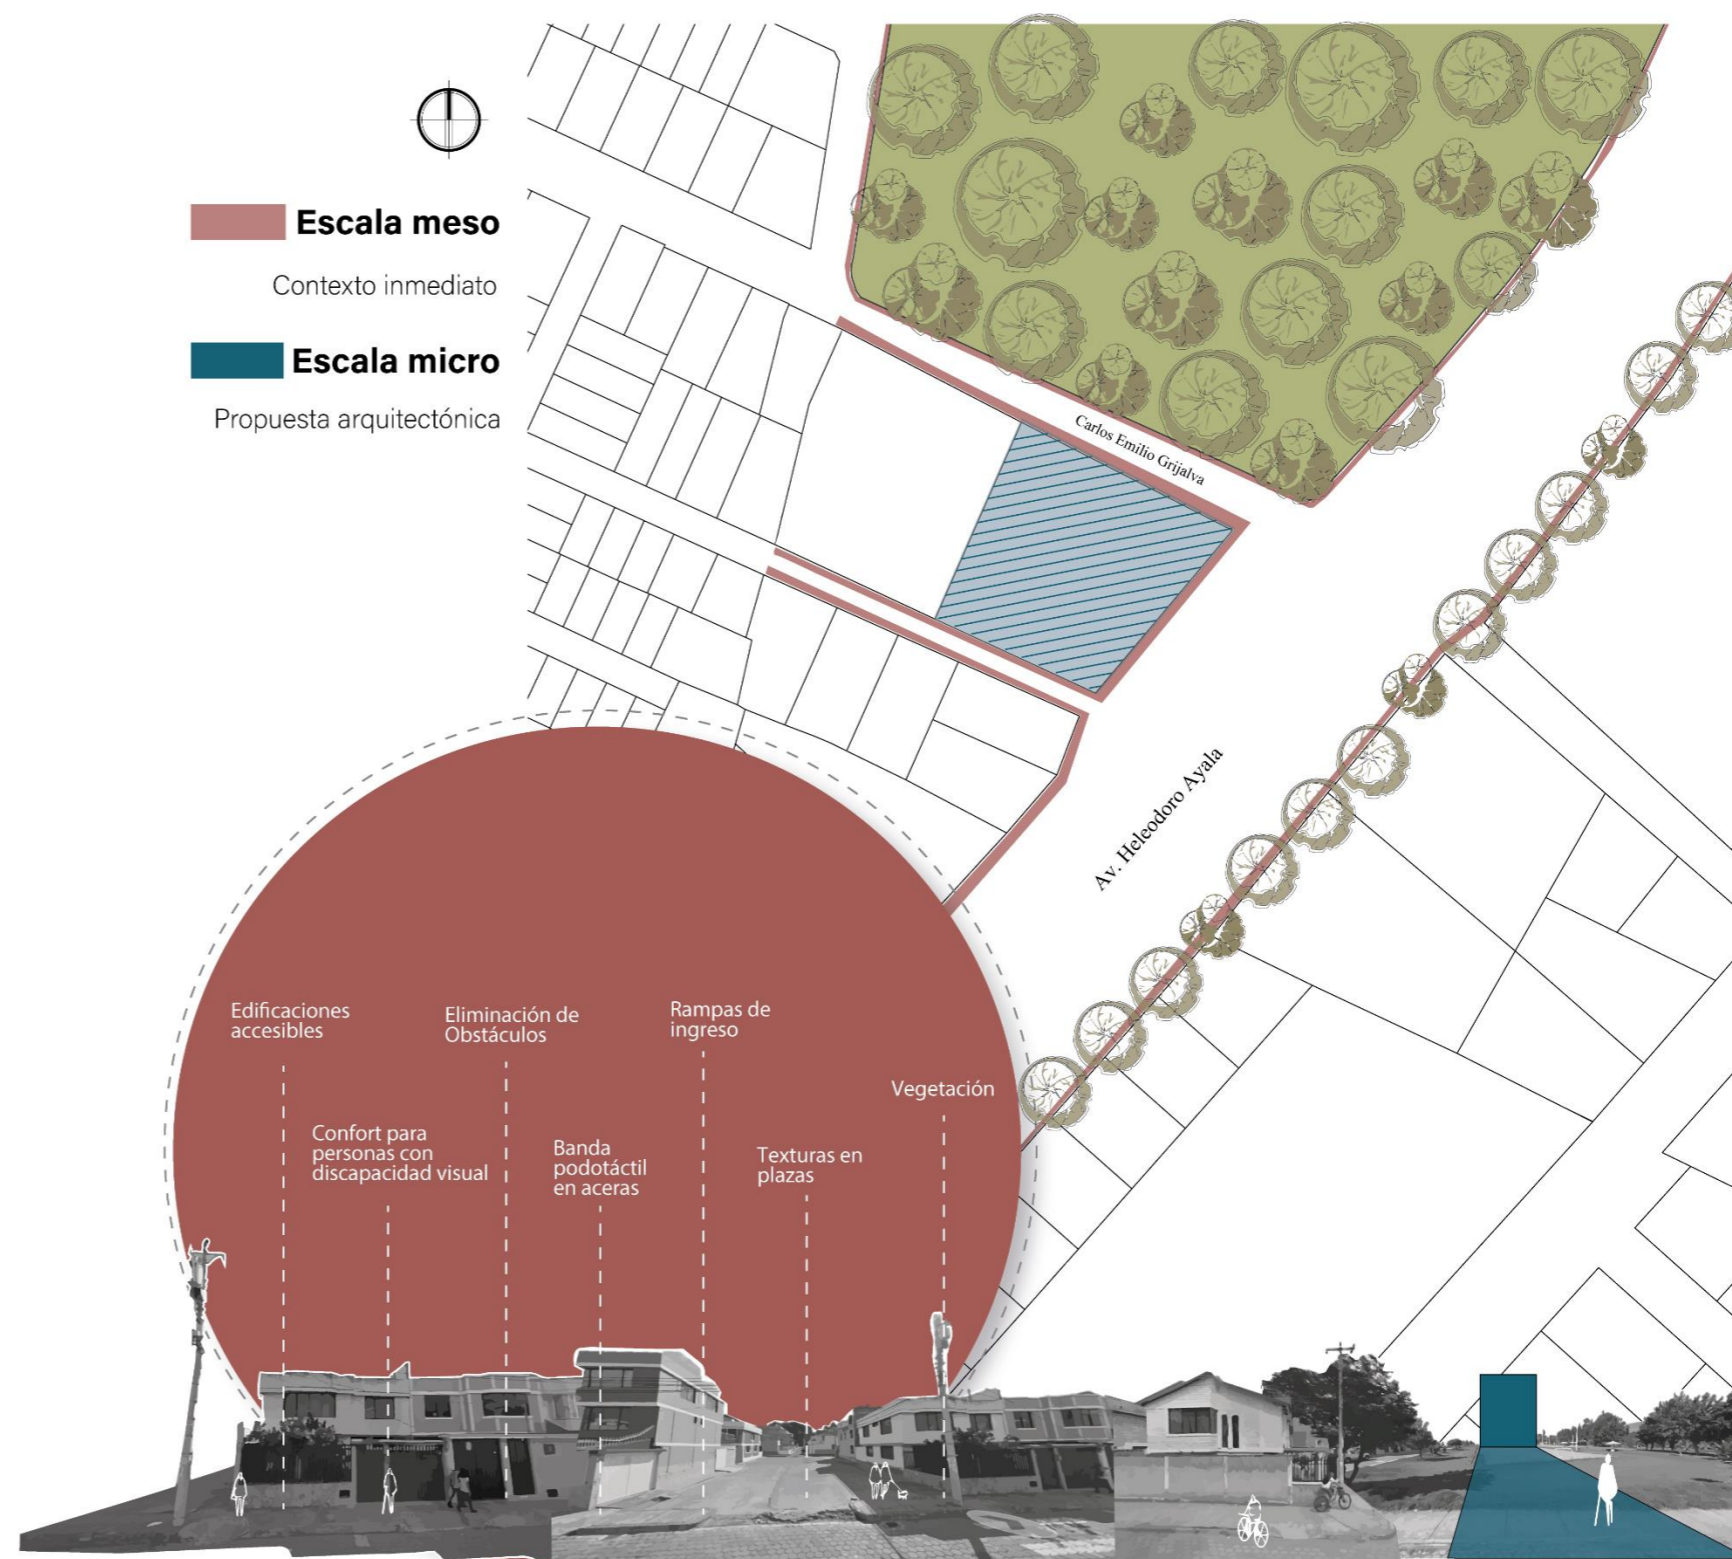 Escala meso
Contexto inmediato
Escala micro
Propuesta arquitectónica
Carlos Emilio Grijalva
Av. Heleodoro Ayala
Edificaciones
accesibles
Eliminación de
Obstáculos
Rampas de
ingreso
Vegetación
Confort para
personas con
discapacidad visual
Banda
podotáctil
en aceras
Texturas en
plazas